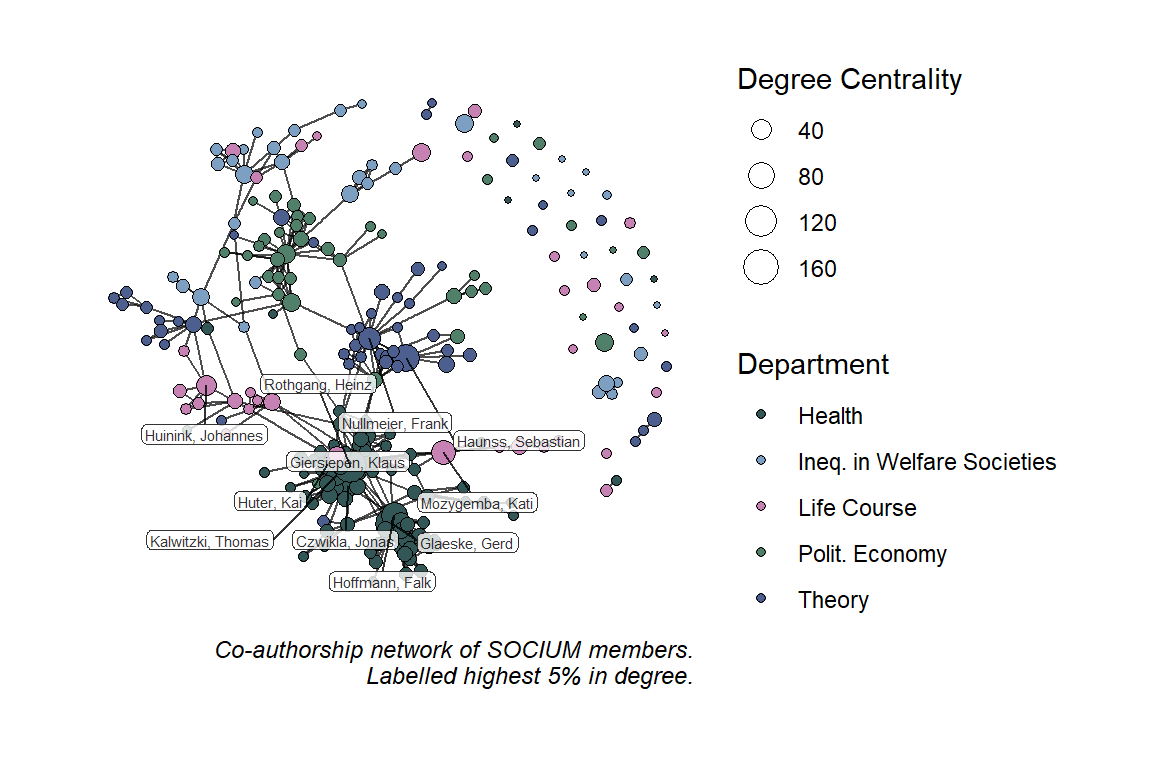 Degree Centrality
40
80
120
160
Department
Health
Ineq. in Welfare Societies
Life Course
Polit. Economy
Theory
Rothgang, Heinz
Nullmeier, Frank
Huinink, Johannes
Haunss, Sebastian
Giersiepen, Klaus
Huter, Kai
Mozygemba, Kati
Kalwitzki, Thomas
Czwikla, Jonas
Glaeske, Gerd
Hoffmann, Falk
Co-authorship network of SOCIUM members.
Labelled highest 5% in degree.